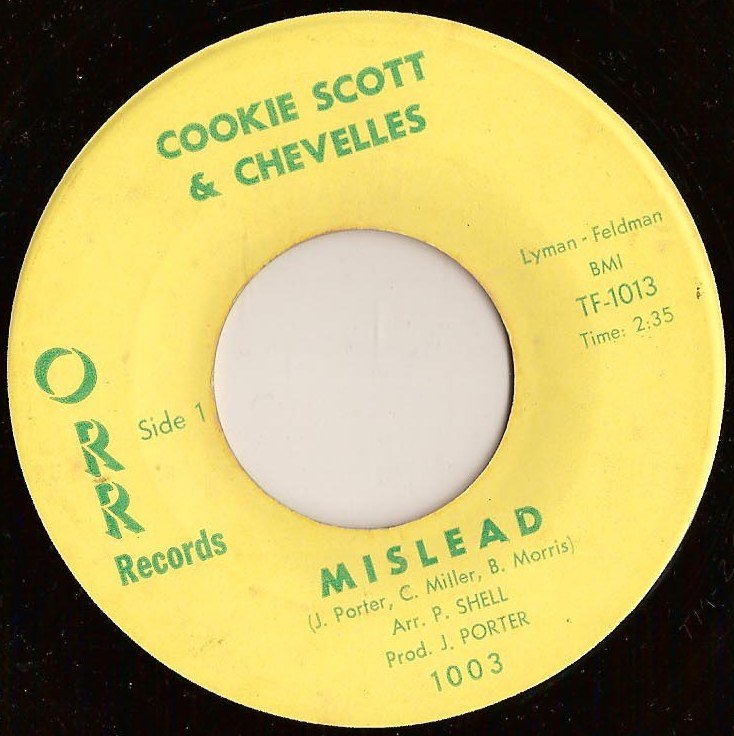 COOKIE SCOTT
& CHEVELLES
Lyman - Feldman
BMI
TF-1013
Time: 2:35
ORR
Records
Side 1
MISLEAD
(J. Porter, C. Miller, B. Morris)
Arr. P. SHELL
Prod. J. PORTER
1003